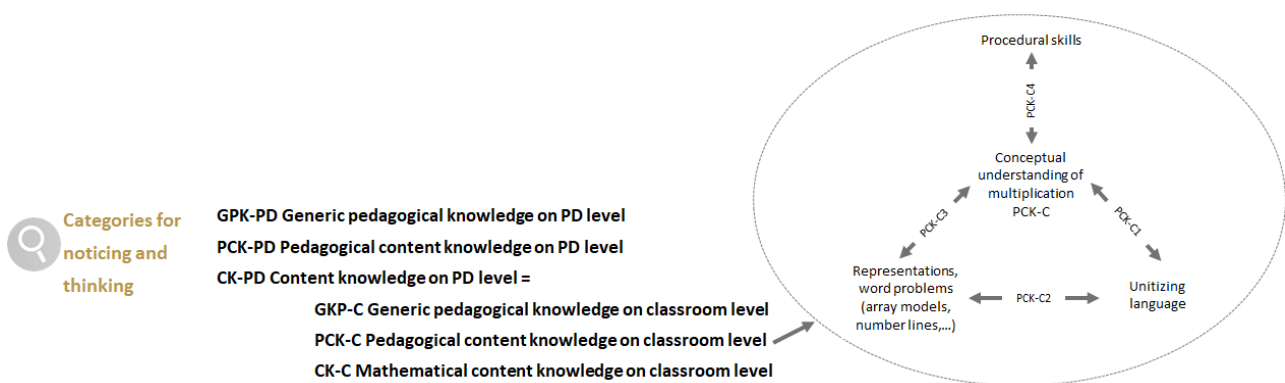 Categories for
noticing and
thinking
GPK-PD Generic pedagogical knowledge on PD level
PCK-PD Pedagogical content knowledge on PD level
CK-PD Content knowledge on PD level =
GKP-C Generic pedagogical knowledge on classroom level
PCK-C Pedagogical content knowledge on classroom level
CK-C Mathematical content knowledge on classroom level
Procedural skills
PCK-C4
Conceptual
understanding of
multiplication
PCK-C
PCK-C3
PCK-C1
Representations,
word problems
(array models,
number lines,...)
PCK-C2
Unitizing
language